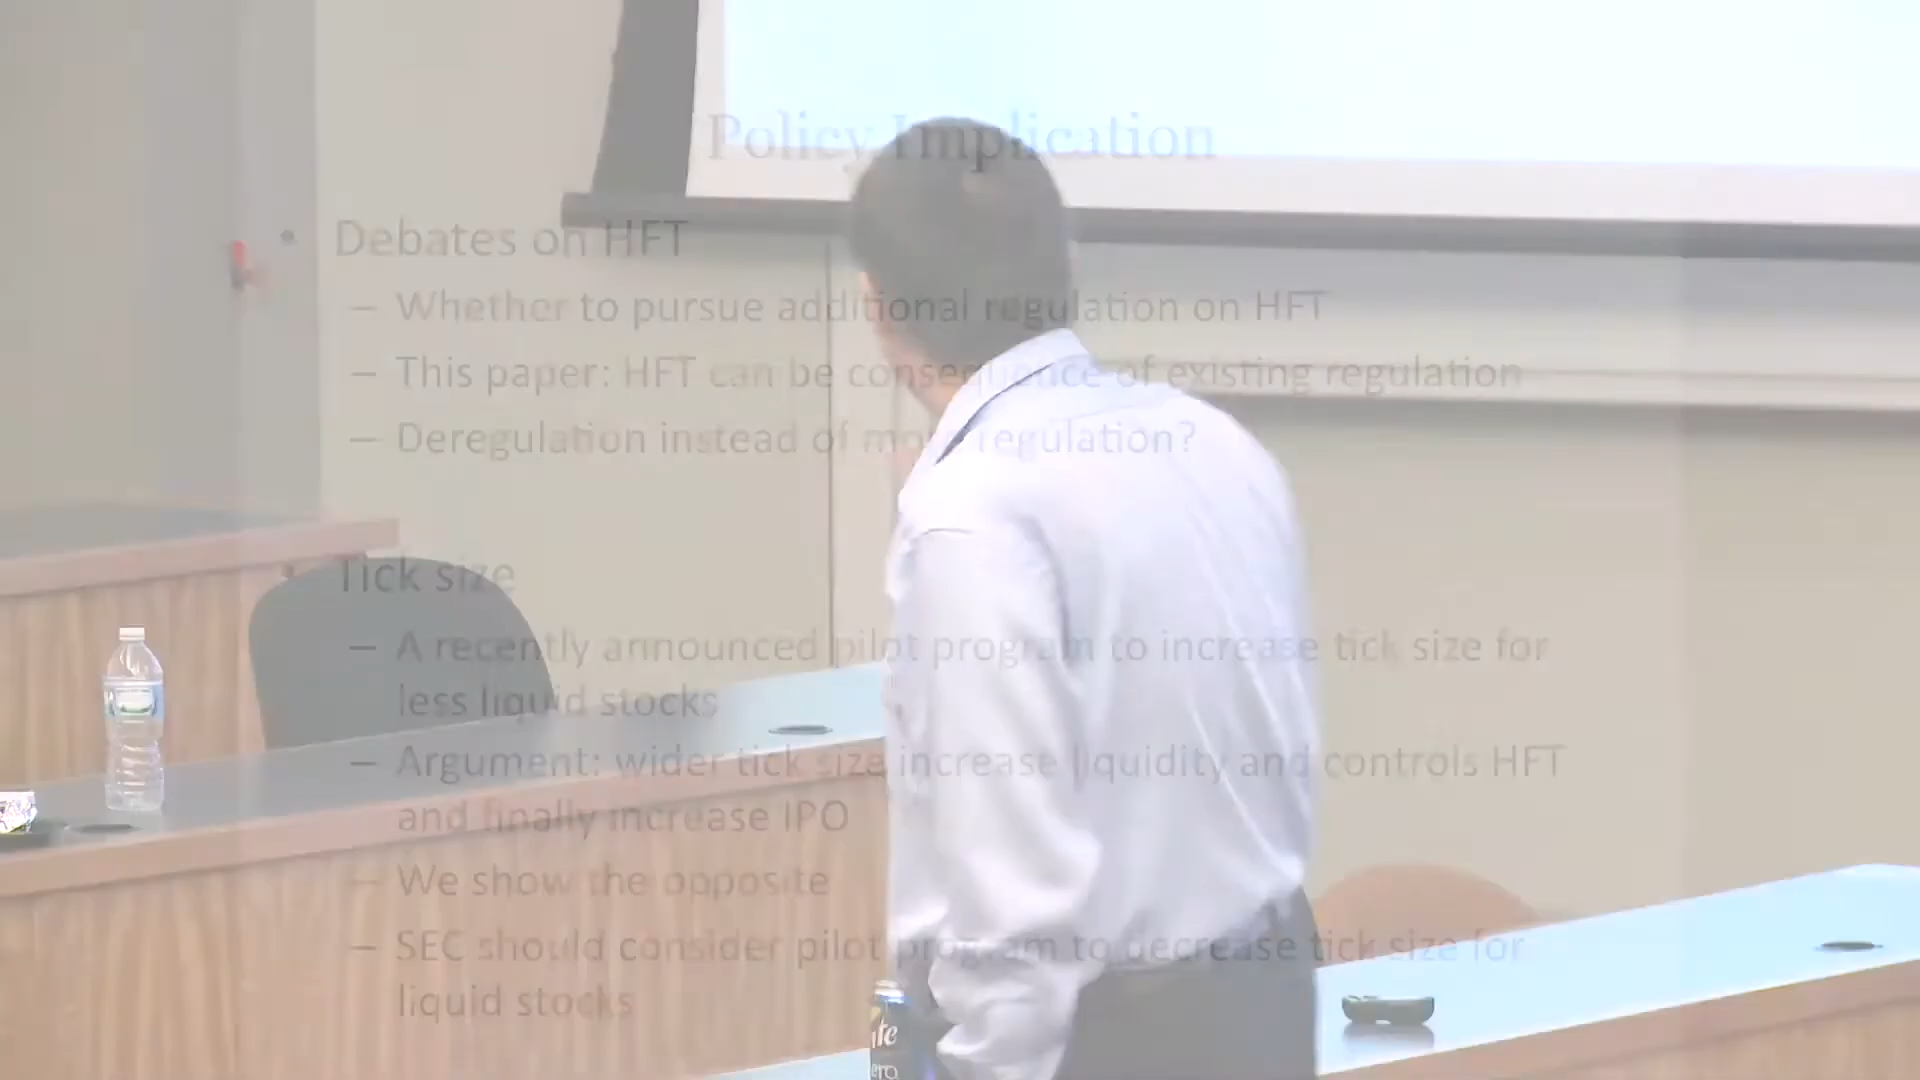 Policy Implication
• Debates on HFT
– Whether to pursue additional regulation on HFT
– This paper: HFT can be consequence of existing regulation
– Deregulation instead of more regulation?
• Tick size
– A recently announced pilot program to increase tick size for
less liquid stocks
– Argument: wider tick size increase liquidity and controls HFT
and finally increase IPO
– We show the opposite
– SEC should consider pilot program to decrease tick size for
liquid stocks